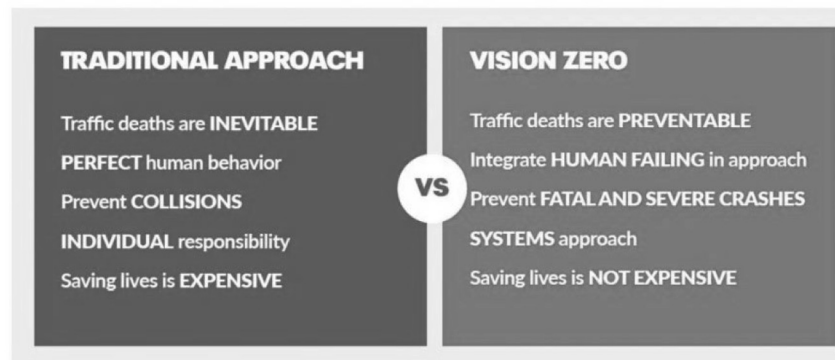 TRADITIONAL APPROACH
Traffic deaths are INEVITABLE
PERFECT human behavior
Prevent COLLISIONS
INDIVIDUAL responsibility
Saving lives is EXPENSIVE
VS
VISION ZERO
Traffic deaths are PREVENTABLE
Integrate HUMAN FAILING in approach
Prevent FATAL AND SEVERE CRASHES
SYSTEMS approach
Saving lives is NOT EXPENSIVE